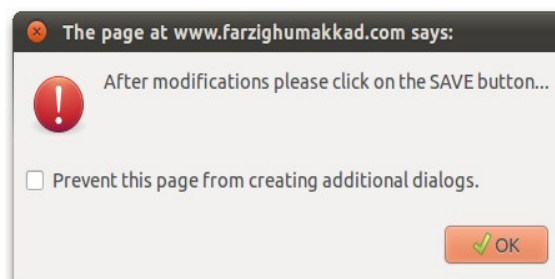 The page at www.farzighumakkad.com says:
After modifications please click on the SAVE button...
Prevent this page from creating additional dialogs.
OK